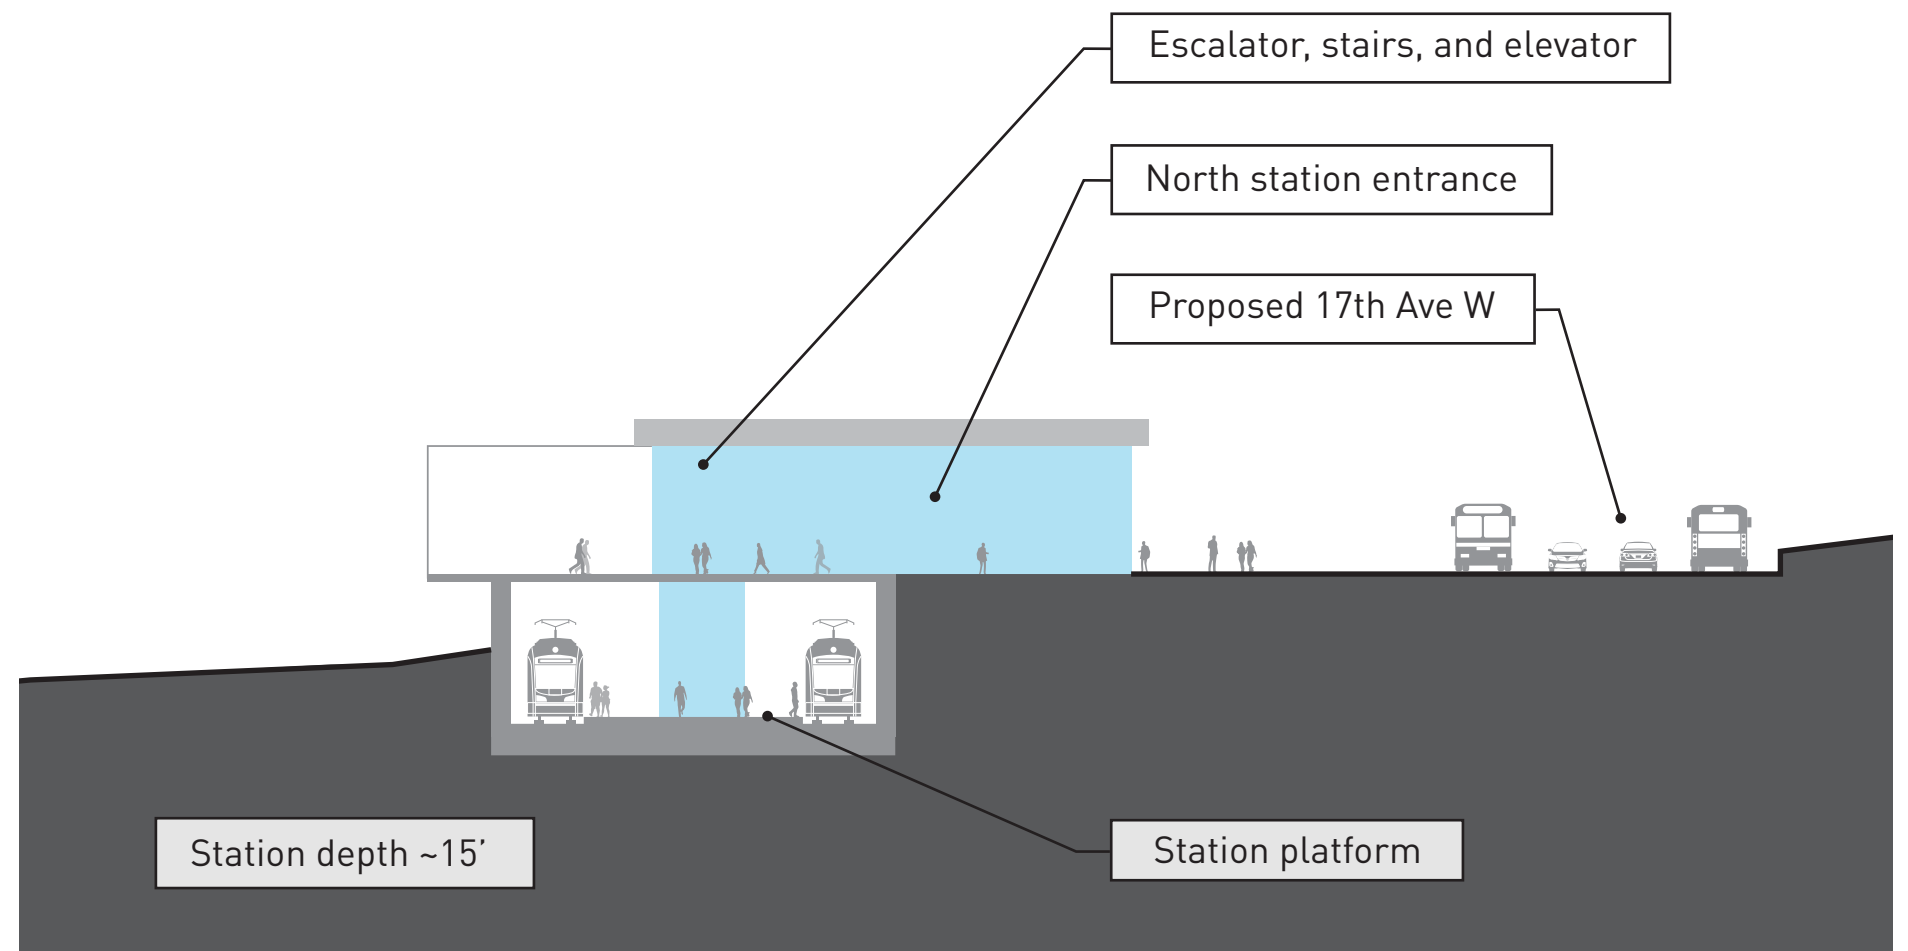 Escalator, stairs, and elevator
North station entrance
Proposed 17th Ave W
Station depth ~15’
Station platform